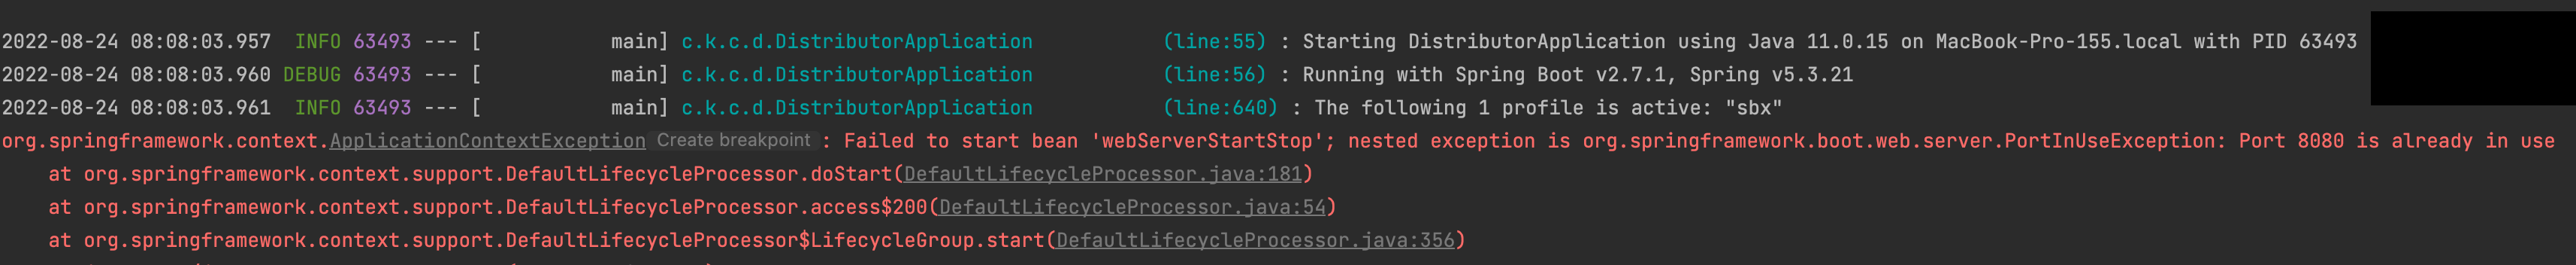 2022-08-24 08:08:03.957  INFO 63493 --- [           main] c.k.c.d.DistributorApplication           (line:55) : Starting DistributorApplication using Java 11.0.15 on MacBook-Pro-155.local with PID 63493
2022-08-24 08:08:03.960 DEBUG 63493 --- [           main] c.k.c.d.DistributorApplication           (line:56) : Running with Spring Boot v2.7.1, Spring v5.3.21
2022-08-24 08:08:03.961  INFO 63493 --- [           main] c.k.c.d.DistributorApplication           (line:640) : The following 1 profile is active: "sbx"
org.springframework.context.ApplicationContextException Create breakpoint : Failed to start bean 'webServerStartStop'; nested exception is org.springframework.boot.web.server.PortInUseException: Port 8080 is already in use
    at org.springframework.context.support.DefaultLifecycleProcessor.doStart(DefaultLifecycleProcessor.java:181)
    at org.springframework.context.support.DefaultLifecycleProcessor.access$200(DefaultLifecycleProcessor.java:54)
    at org.springframework.context.support.DefaultLifecycleProcessor$LifecycleGroup.start(DefaultLifecycleProcessor.java:356)